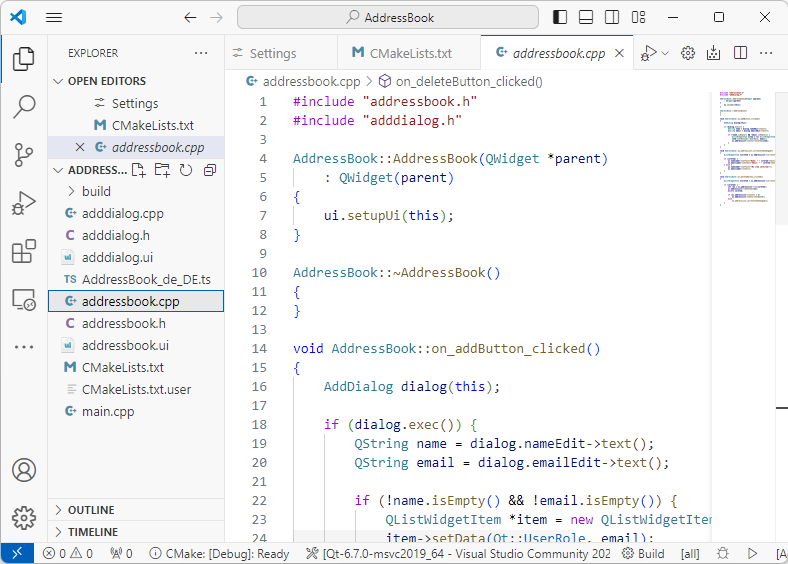 AddressBook
EXPLORER
OPEN EDITORS
Settings
CMakeLists.txt
addressbook.cpp
ADDRESS...
build
adddialog.cpp
adddialog.h
adddialog.ui
TS AddressBook_de_DE.ts
addressbook.cpp
addressbook.h
addressbook.ui
CMakeLists.txt
CMakeLists.txt.user
main.cpp
OUTLINE
TIMELINE
Settings
CMakeLists.txt
addressbook.cpp
addressbook.cpp > on_deleteButton_clicked()
1 #include "addressbook.h"
2 #include "adddialog.h"
3
4 AddressBook::AddressBook(QWidget *parent)
5     : QWidget(parent)
6 {
7     ui.setupUi(this);
8 }
9
10 AddressBook::~AddressBook()
11 {
12 }
13
14 void AddressBook::on_addButton_clicked()
15 {
16     AddDialog dialog(this);
17
18     if (dialog.exec()) {
19         QString name = dialog.nameEdit->text();
20         QString email = dialog.emailEdit->text();
21
22         if (!name.isEmpty() && !email.isEmpty()) {
23             QListWidgetItem *item = new QListWidgetItem
24             item->setData(Qt::UserRole, email);
0 0 0 CMake: [Debug]: Ready [Qt-6.7.0-msvc2019_64 - Visual Studio Community 202 Build [all]